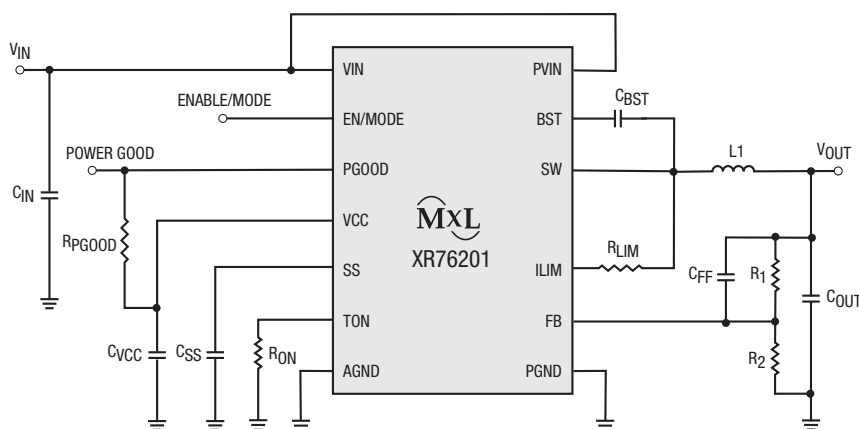 VIN
ENABLE/MODE
POWER GOOD
CIN
RPGOOD
CVCC
CSS
RON
VIN
EN/MODE
PGOOD
VCC
SS
TON
AGND
MXL
XR76201
PVIN
BST
SW
ILIM
FB
PGND
CBST
L1
VOUT
RLIM
CFF
R1
R2
COUT